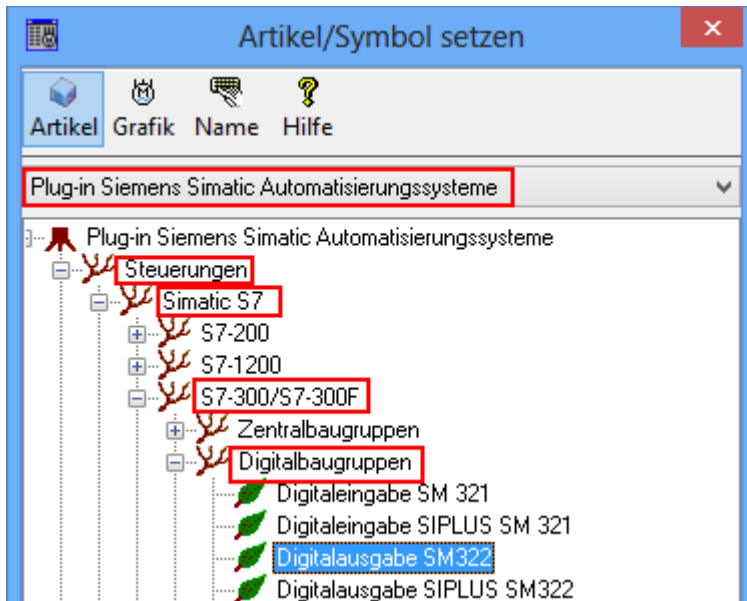 Artikel/Symbol setzen
Artikel Grafik Name Hilfe
Plug-in Siemens Simatic Automatisierungssysteme
Plug-in Siemens Simatic Automatisierungssysteme
Steuerungen
Simatic S7
S7-200
S7-1200
S7-300/S7-300F
Zentralbaugruppen
Digitalbaugruppen
Digitaleingabe SM 321
Digitaleingabe SIPLUS SM 321
Digitalausgabe SM322
Digitalausgabe SIPLUS SM322